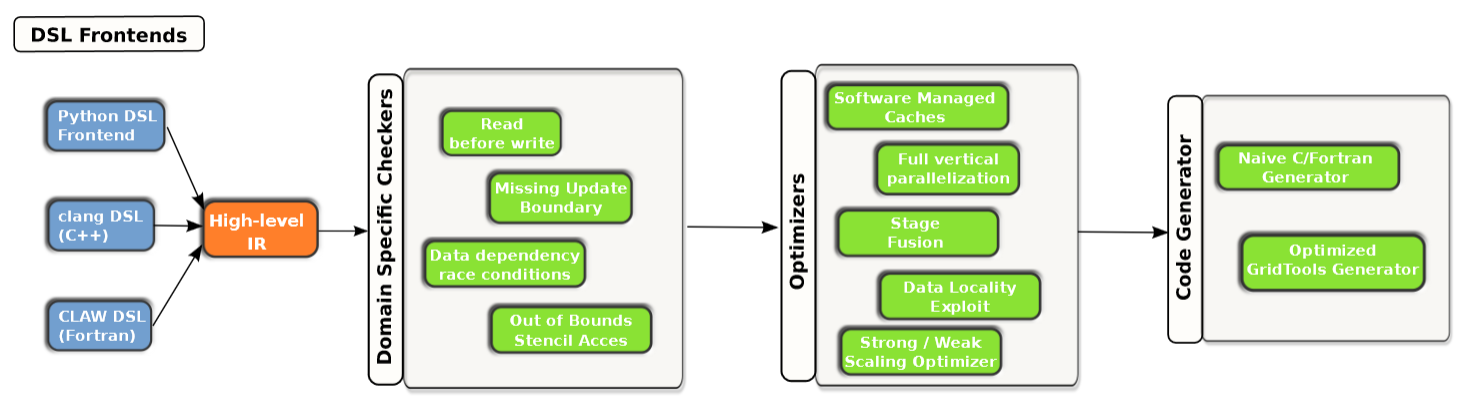 DSL Frontends
Python DSL
Frontend
clang DSL
(C++)
CLAW DSL
(Fortran)
High-level
IR
Domain Specific Checkers
Read
before write
Missing Update
Boundary
Data dependency
race conditions
Out of Bounds
Stencil Acces
Optimizers
Software Managed
Caches
Full vertical
parallelization
Stage
Fusion
Data Locality
Exploit
Strong / Weak
Scaling Optimizer
Code Generator
Naive C/Fortran
Generator
Optimized
GridTools Generator